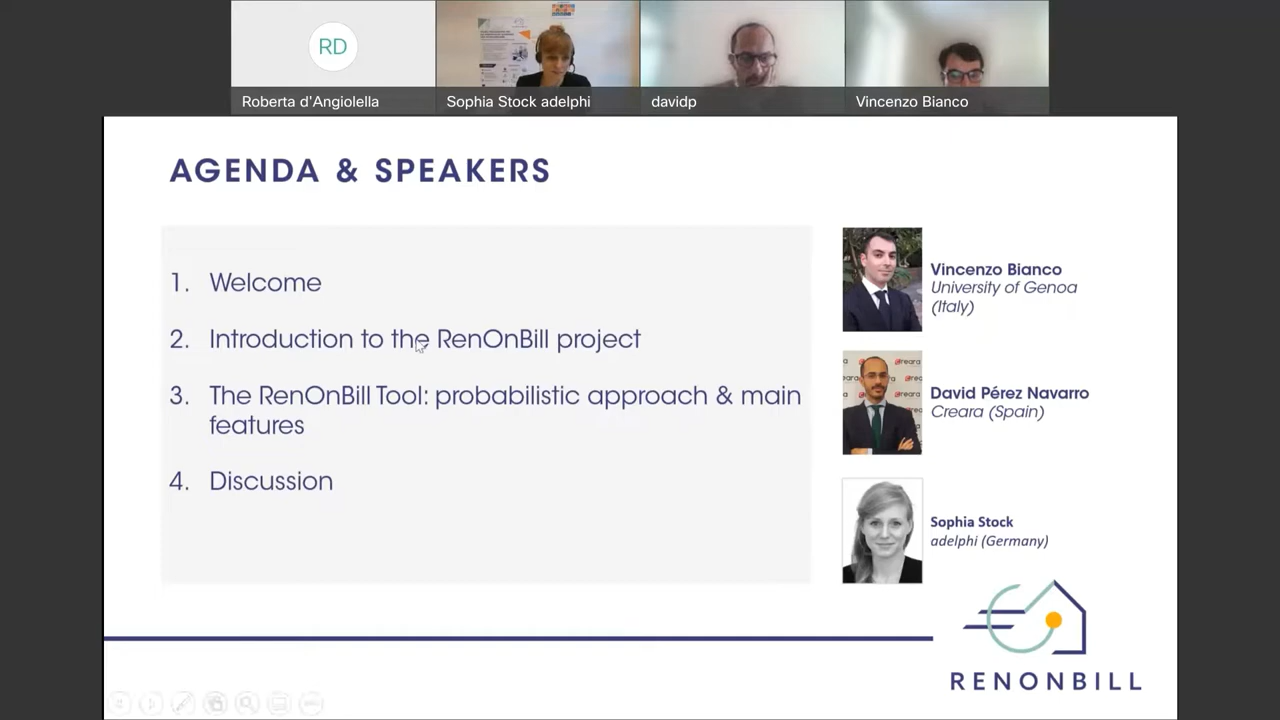 RD
Roberta d'Angiolella
Sophia Stock adelphi
davidp
Vincenzo Bianco
AGENDA & SPEAKERS
1. Welcome
2. Introduction to the RenOnBill project
3. The RenOnBill Tool: probabilistic approach & main
features
4. Discussion
Vincenzo Bianco
University of Genoa
(Italy)
David Pérez Navarro
Creara (Spain)
Sophia Stock
adelphi (Germany)
RENONBILL